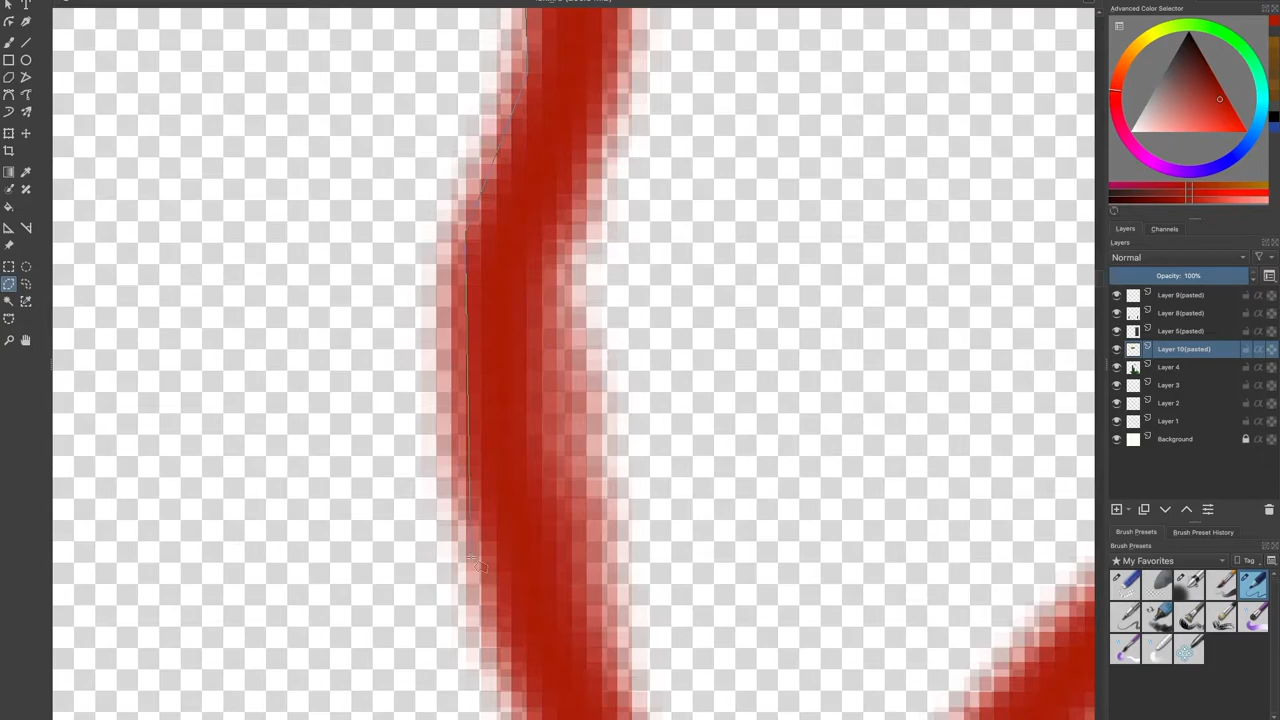 Advanced Color Selector
Layers
Channels
Layers
Normal
Opacity: 100%
Layer 9(pasted)
Layer 8(pasted)
Layer 5(pasted)
Layer 10(pasted)
Layer 4
Layer 3
Layer 2
Layer 1
Background
Brush Presets
Brush Preset History
Brush Presets
★ My Favorites
Tag